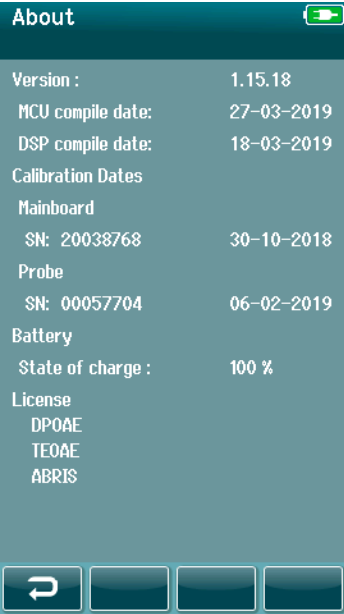 About
Version : 1.15.18
MCU compile date: 27-03-2019
DSP compile date: 18-03-2019
Calibration Dates
Mainboard
SN: 20038768 30-10-2018
Probe
SN: 00057704 06-02-2019
Battery
State of charge : 100 %
License
DPOAE
TEOAE
ABRIS